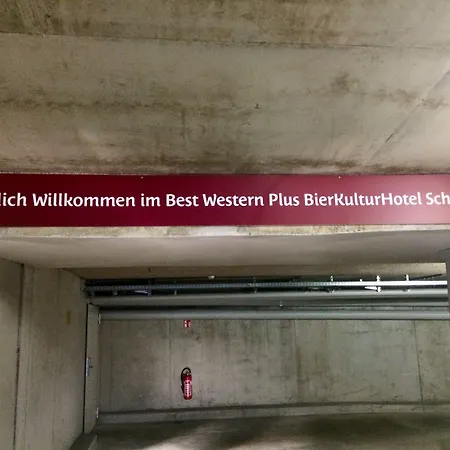 lich Willkommen im Best Western Plus BierKulturHotel Sch